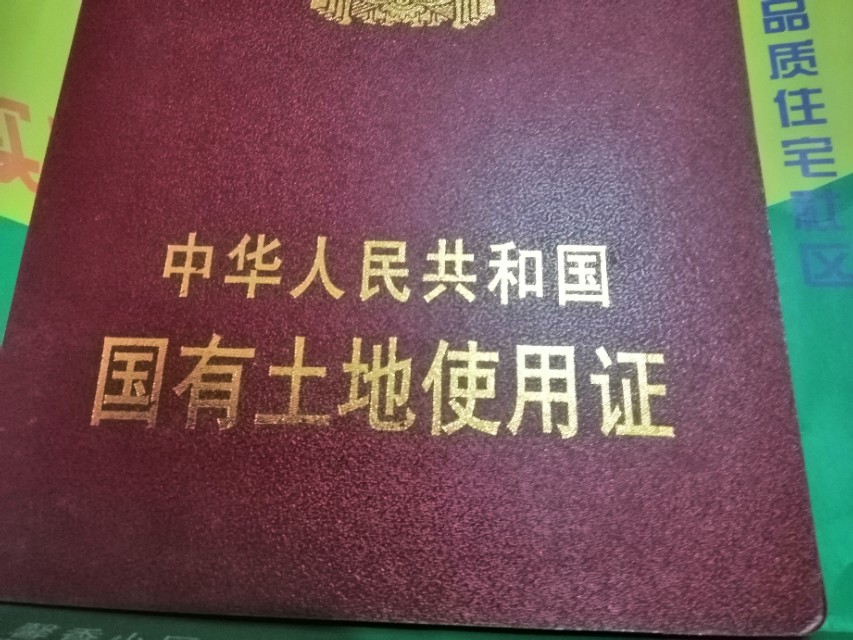 品质住宅社区
中华人民共和国
国有土地使用证